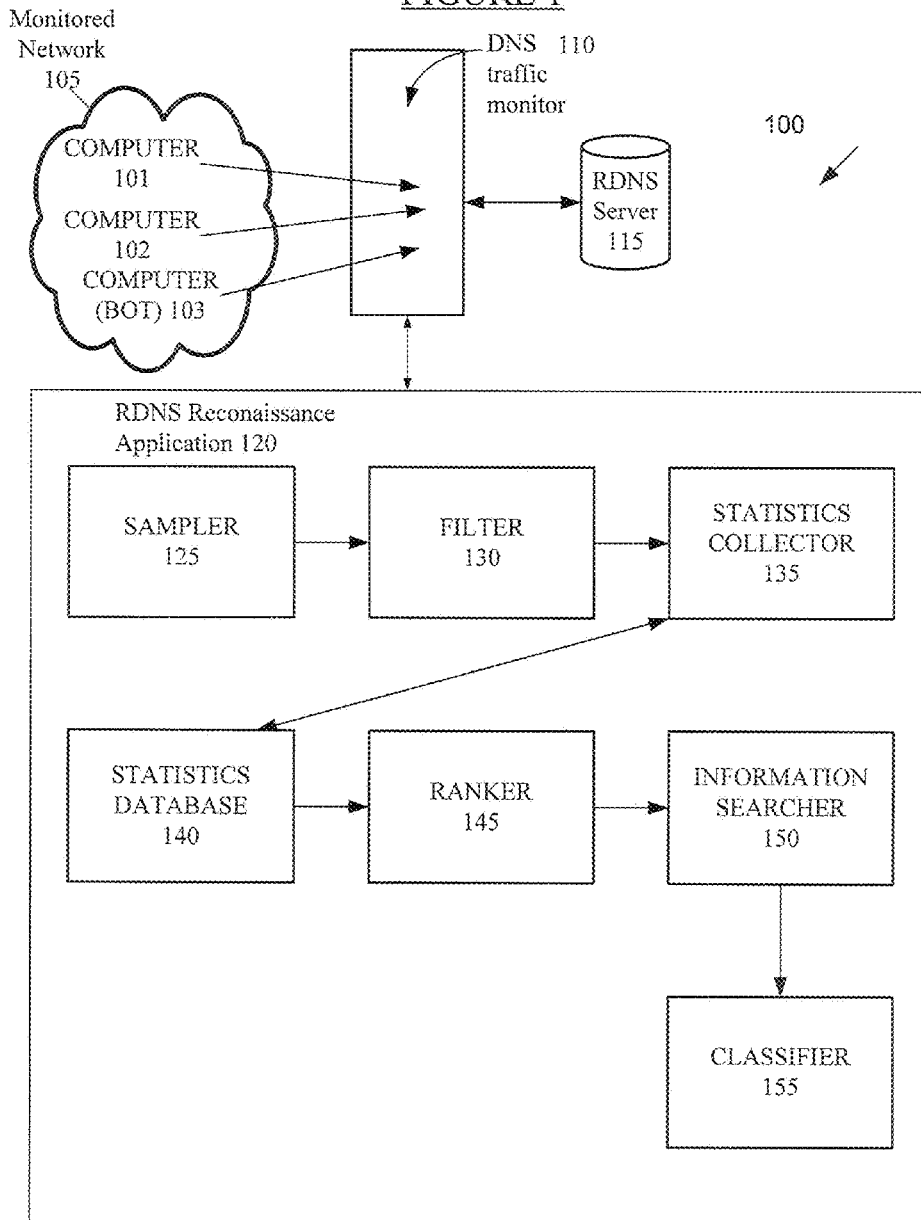 FIGURE 1
Monitored
Network
105
DNS 110
traffic
monitor
100
COMPUTER
101
COMPUTER
102
COMPUTER
(BOT) 103
RDNS
Server
115
RDNS Reconaissance
Application 120
SAMPLER
125
FILTER
130
STATISTICS
COLLECTOR
135
STATISTICS
DATABASE
140
RANKER
145
INFORMATION
SEARCHER
150
CLASSIFIER
155